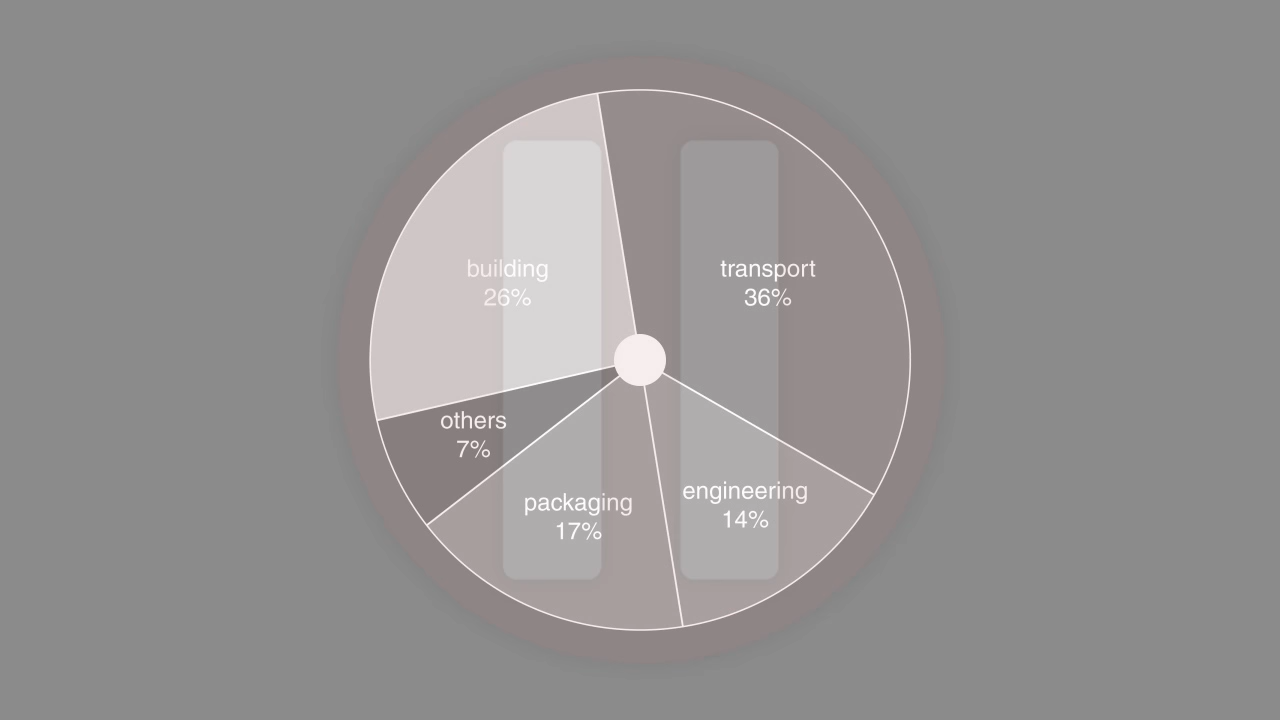 building
26%
transport
36%
others
7%
packaging
17%
engineering
14%